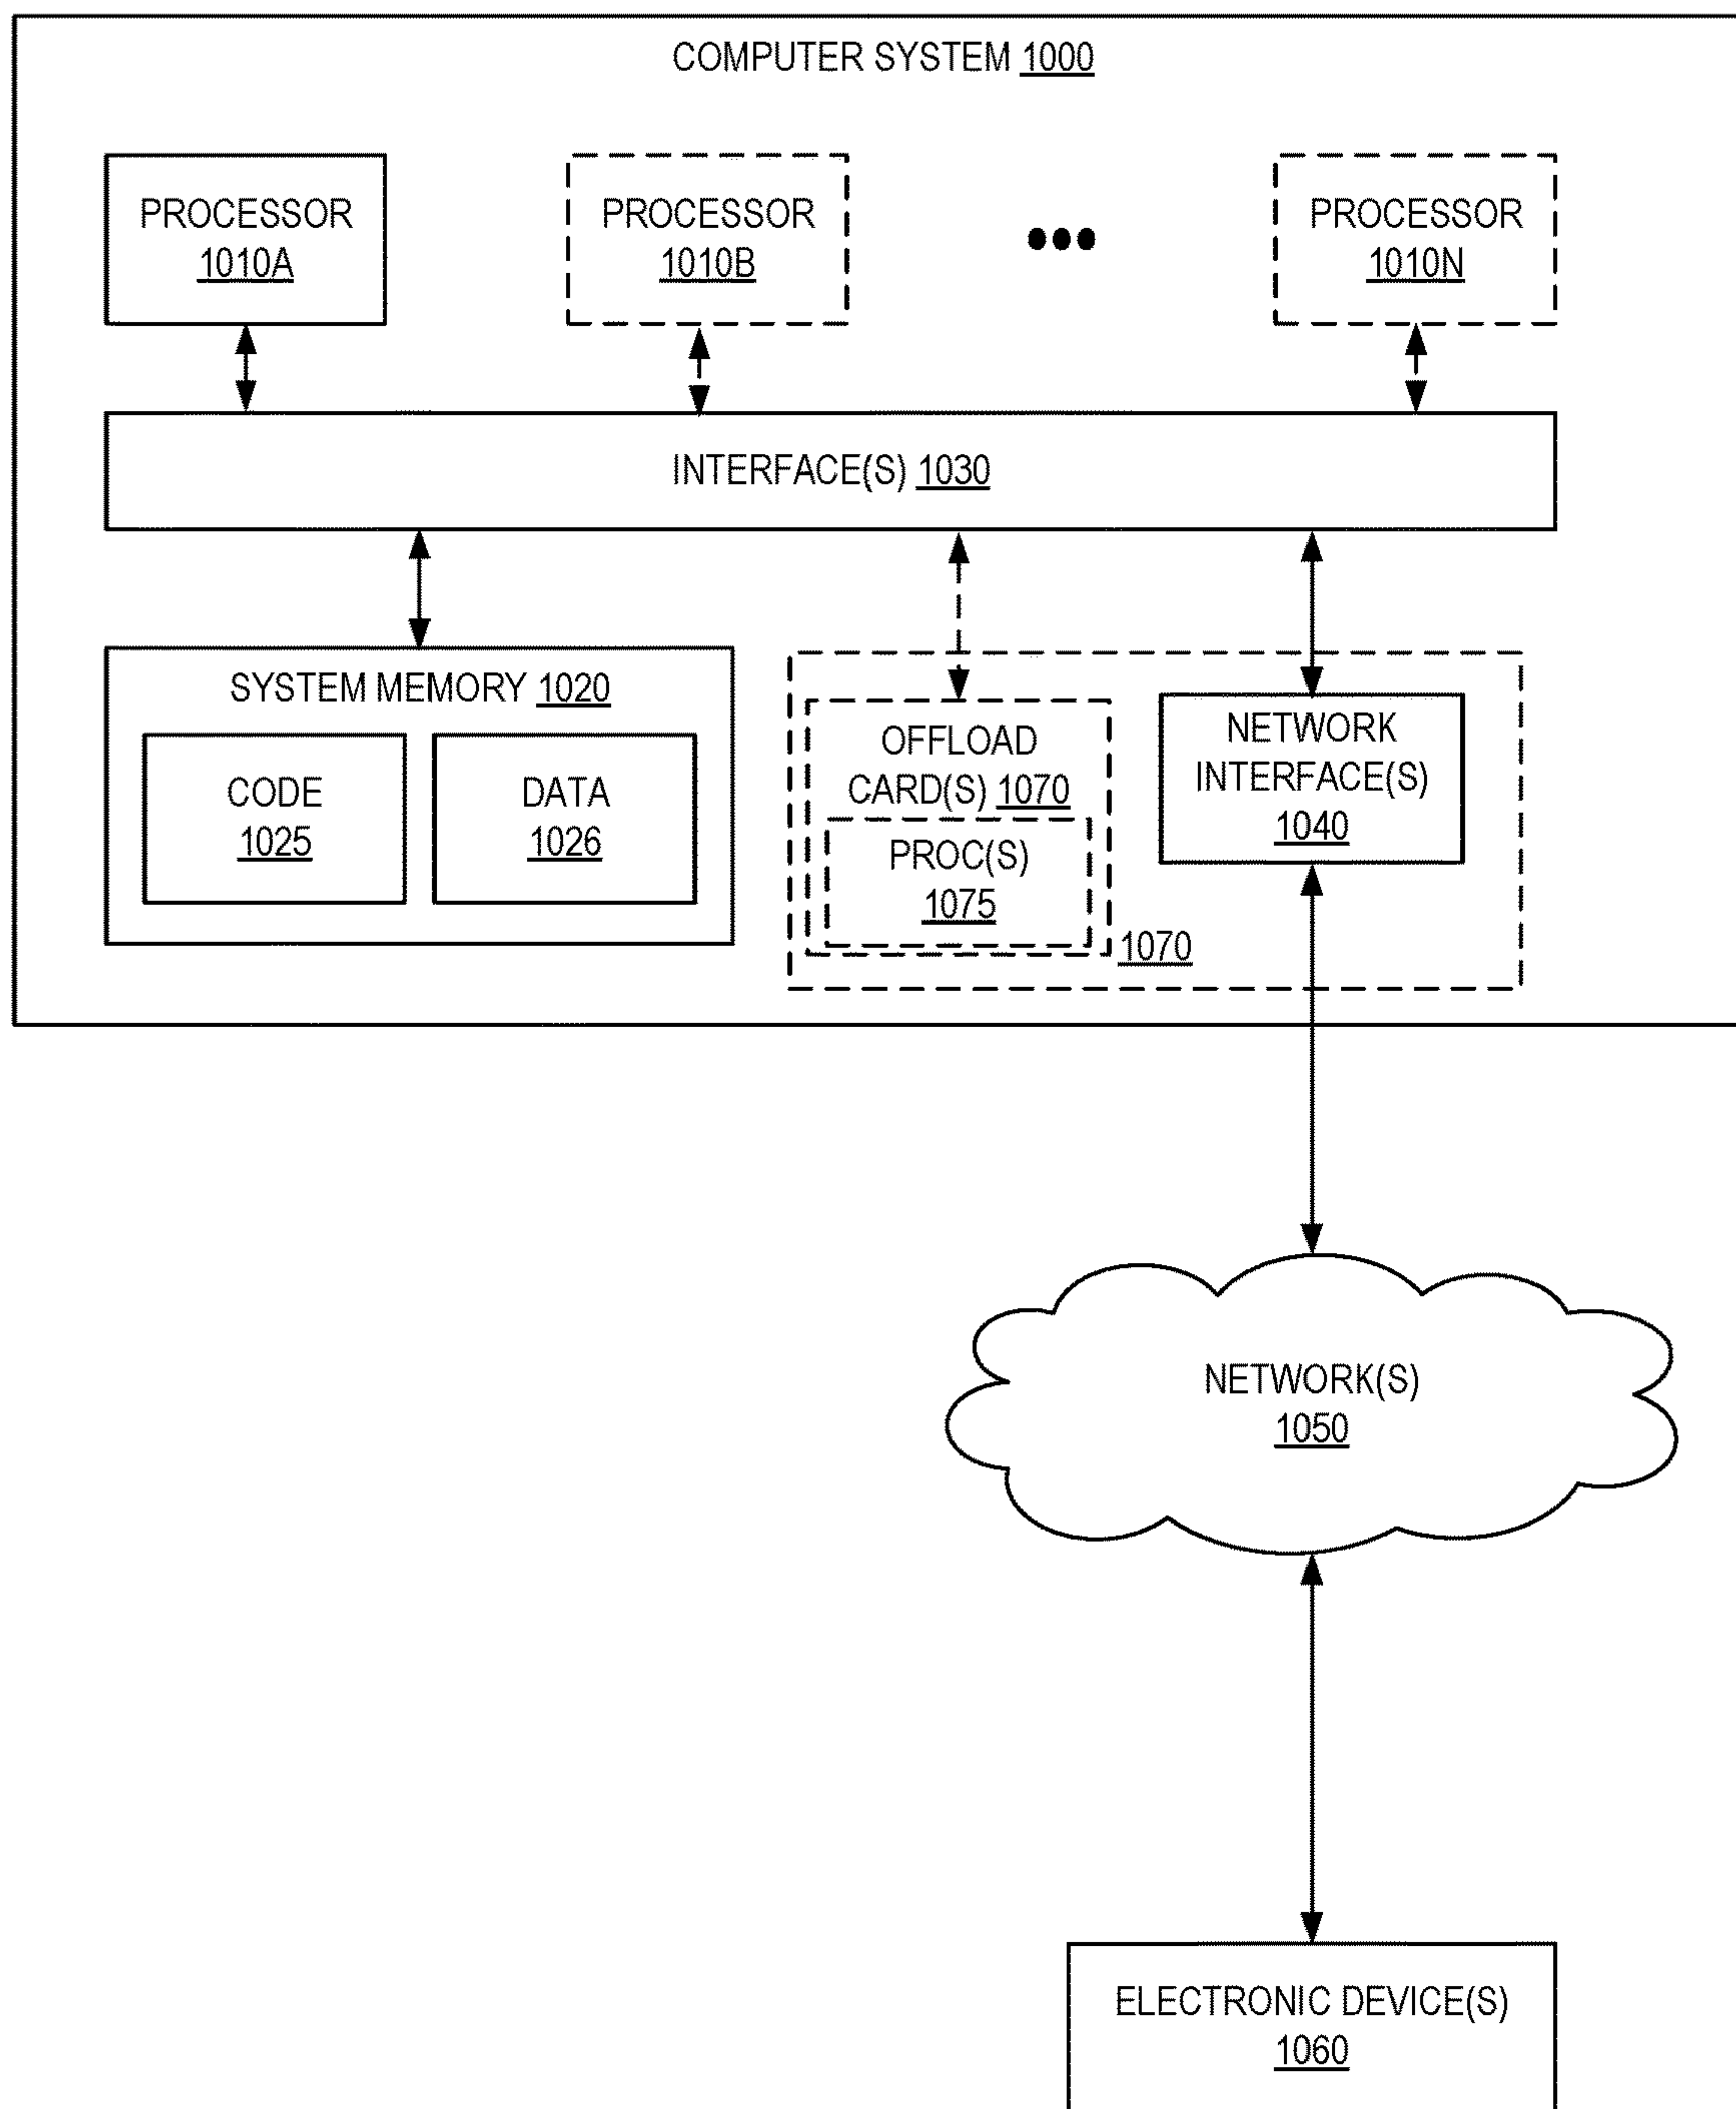 COMPUTER SYSTEM 1000
PROCESSOR
1010A
PROCESSOR
1010B
PROCESSOR
1010N
INTERFACE(S) 1030
SYSTEM MEMORY 1020
CODE
1025
DATA
1026
OFFLOAD
CARD(S) 1070
PROC(S)
1075
1070
NETWORK
INTERFACE(S)
1040
NETWORK(S)
1050
ELECTRONIC DEVICE(S)
1060